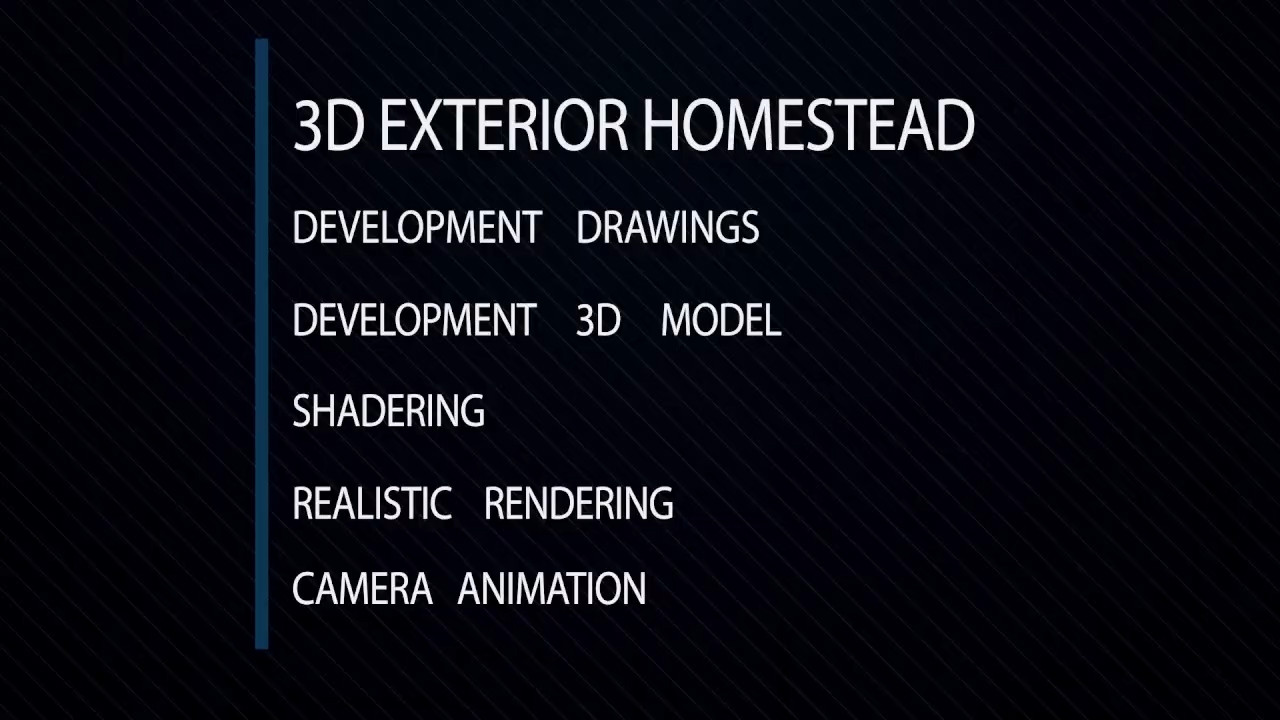 3D EXTERIOR HOMESTEAD
DEVELOPMENT DRAWINGS
DEVELOPMENT 3D MODEL
SHADERING
REALISTIC RENDERING
CAMERA ANIMATION